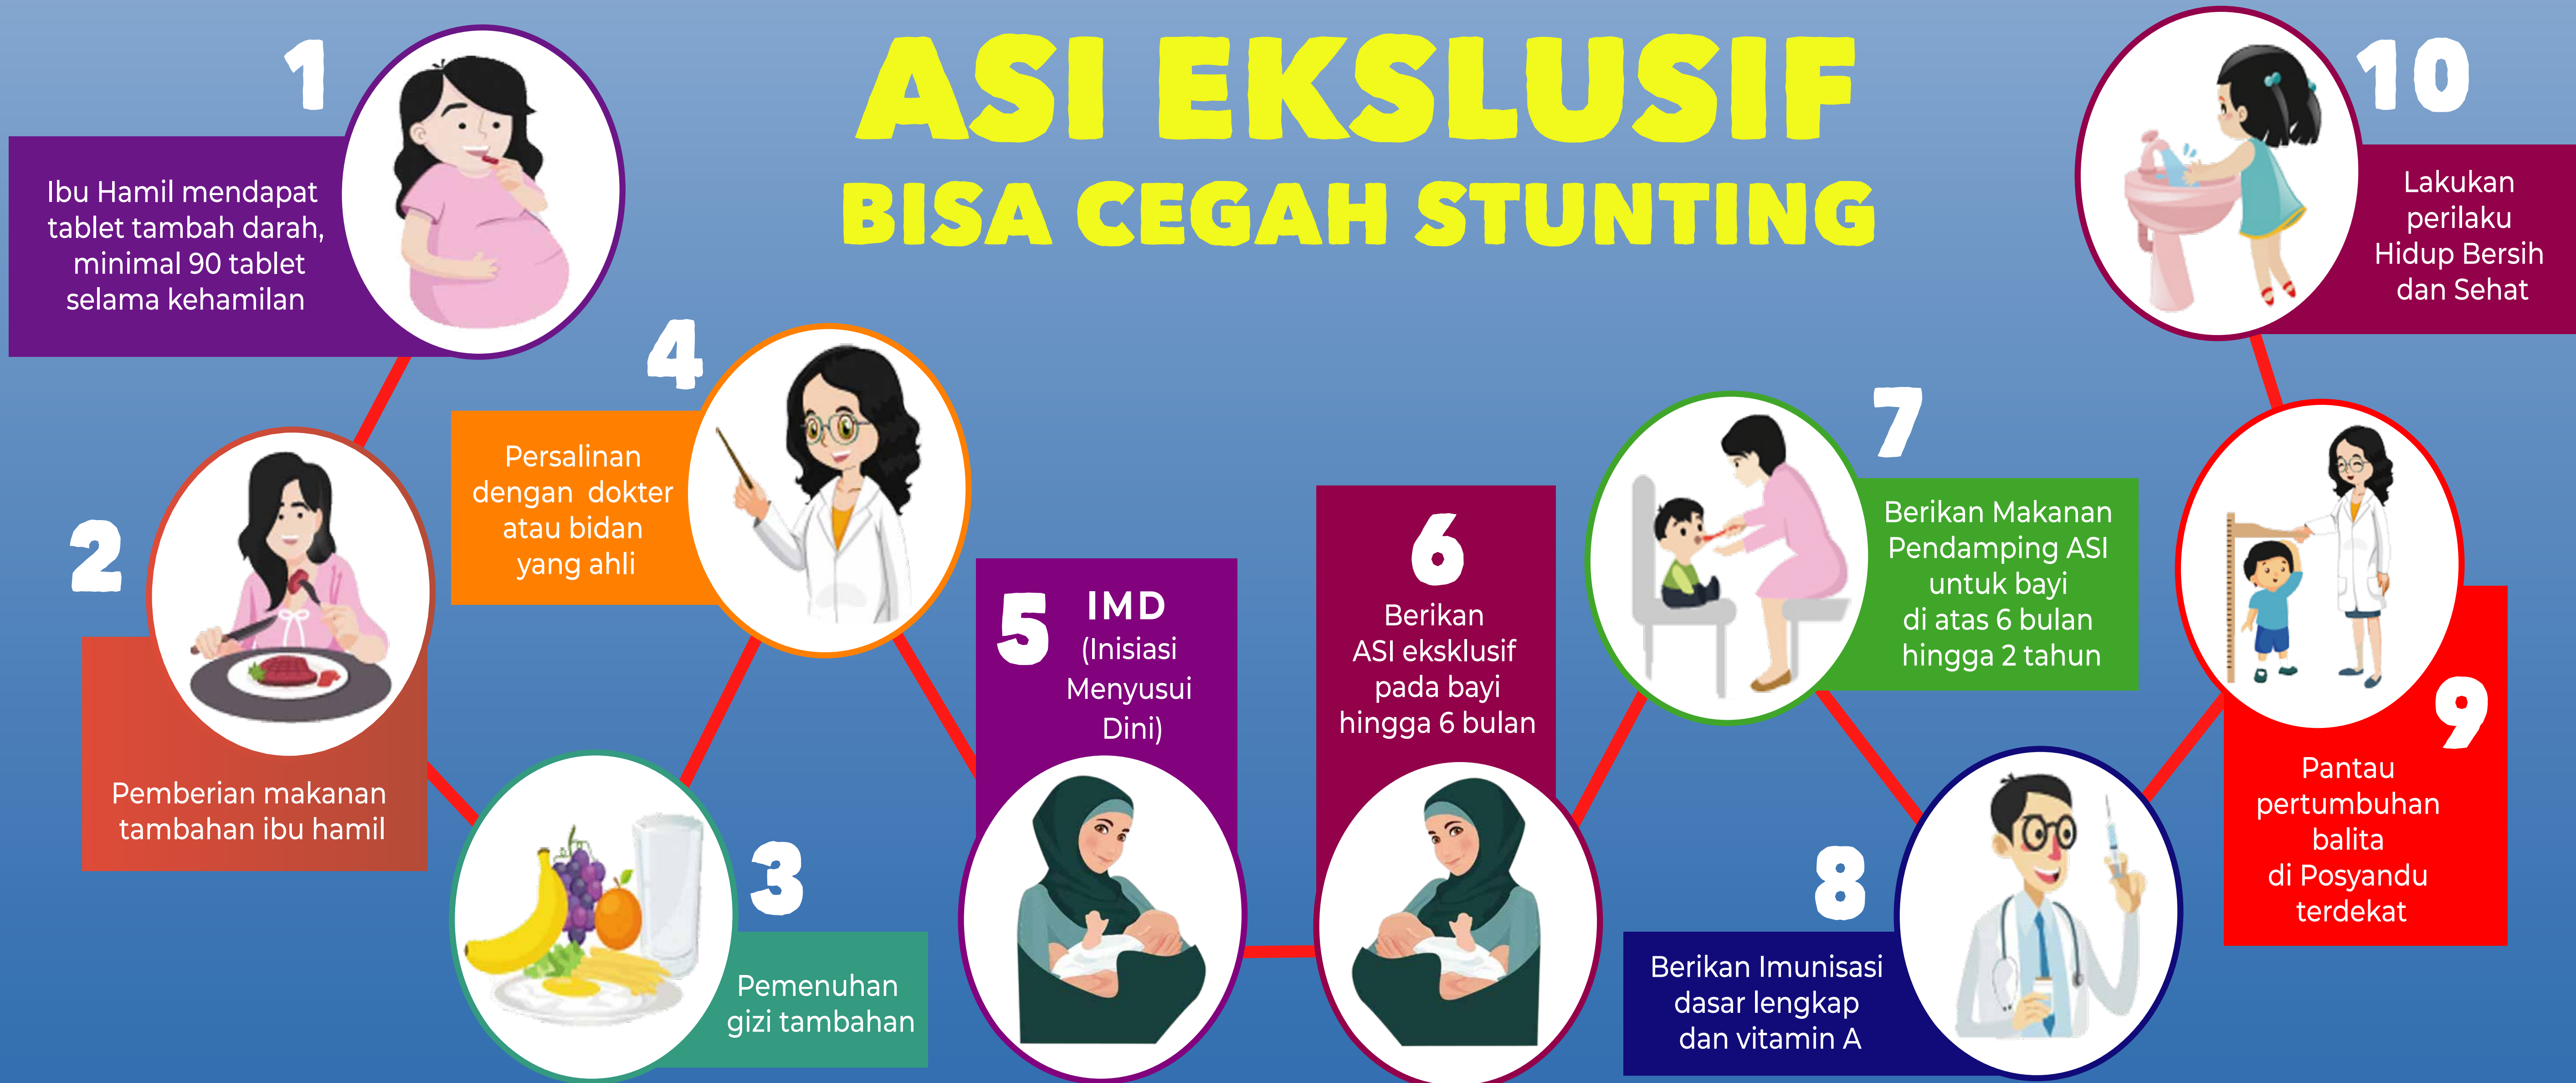 ASI EKSLUSIF
BISA CEGAH STUNTING
1
Ibu Hamil mendapat
tablet tambah darah,
minimal 90 tablet
selama kehamilan
2
Pemberian makanan
tambahan ibu hamil
3
Pemenuhan
gizi tambahan
4
Persalinan
dengan dokter
atau bidan
yang ahli
5
IMD
(Inisiasi
Menyusui
Dini)
6
Berikan
ASI eksklusif
pada bayi
hingga 6 bulan
7
Berikan Makanan
Pendamping ASI
untuk bayi
di atas 6 bulan
hingga 2 tahun
8
Berikan Imunisasi
dasar lengkap
dan vitamin A
9
Pantau
pertumbuhan
balita
di Posyandu
terdekat
10
Lakukan
perilaku
Hidup Bersih
dan Sehat